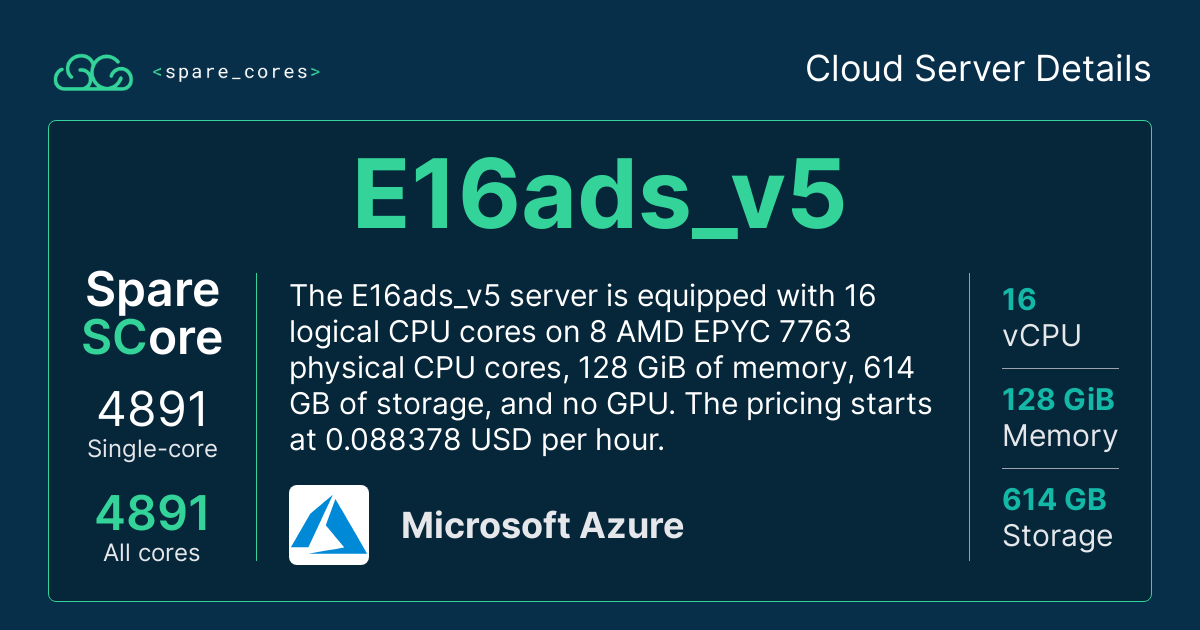 <spare_cores>
Cloud Server Details
E16ads_v5
Spare
SCore
4891
Single-core
4891
All cores
The E16ads_v5 server is equipped with 16
logical CPU cores on 8 AMD EPYC 7763
physical CPU cores, 128 GiB of memory, 614
GB of storage, and no GPU. The pricing starts
at 0.088378 USD per hour.
Microsoft Azure
16
vCPU
128 GiB
Memory
614 GB
Storage